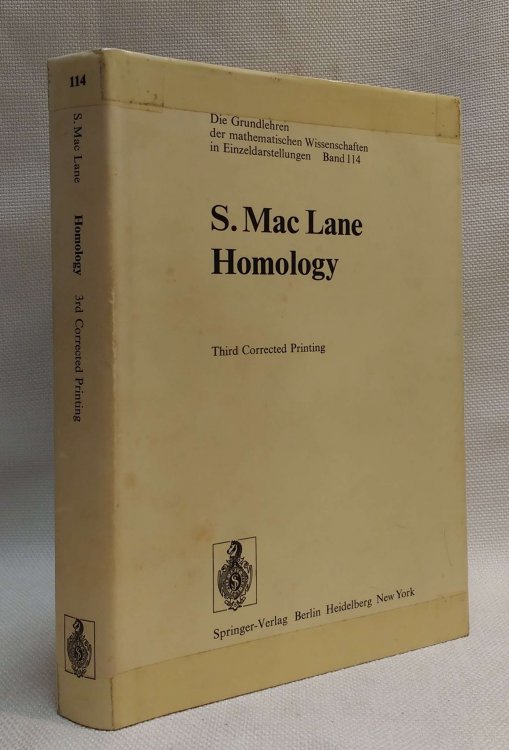 114
S. Mac Lane Homology 3rd Corrected Printing
Die Grundlehren
der mathematischen Wissenschaften
in Einzeldarstellungen Band 114
S. Mac Lane
Homology
Third Corrected Printing
Springer-Verlag Berlin Heidelberg New York